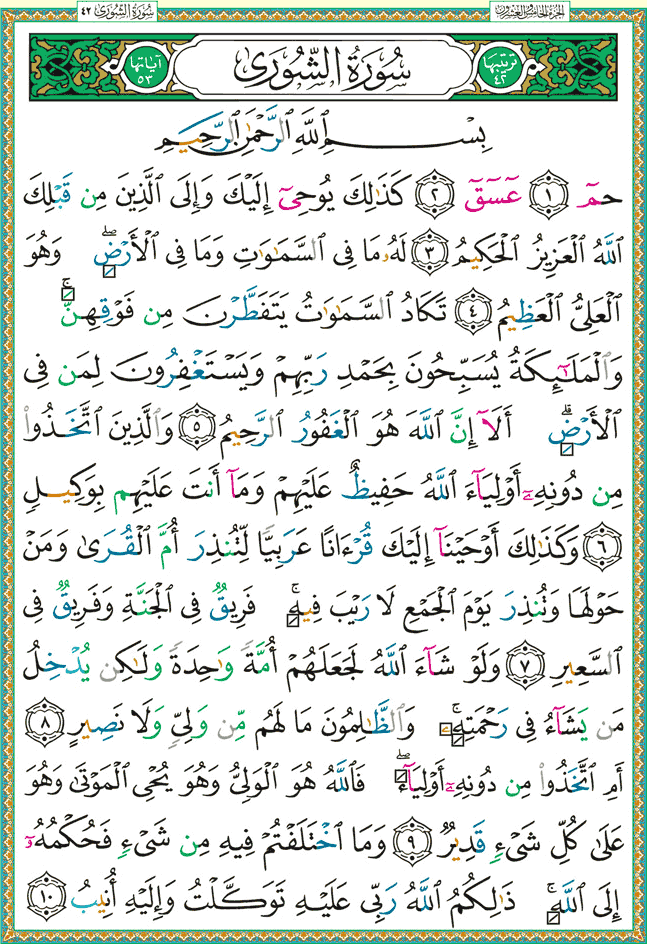 الجزء الخامس والعشرون
سورة الشورى ٤٢
ترتيبها ٤٢
سُورَةُ الشُّورَىٰ
آياتها ٥٣
بِسْمِ ٱللَّهِ ٱلرَّحْمَٰنِ ٱلرَّحِيمِ
حمٓ ١ عٓسٓقٓ ٢ كَذَٰلِكَ يُوحِىٓ إِلَيْكَ وَإِلَى ٱلَّذِينَ مِن قَبْلِكَ
ٱللَّهُ ٱلْعَزِيزُ ٱلْحَكِيمُ ٣ لَهُۥ مَا فِى ٱلسَّمَٰوَٰتِ وَمَا فِى ٱلْأَرْضِۖ وَهُوَ
ٱلْعَلِىُّ ٱلْعَظِيمُ ٤ تَكَادُ ٱلسَّمَٰوَٰتُ يَتَفَطَّرْنَ مِن فَوْقِهِنَّۚ
وَٱلْمَلَٰٓئِكَةُ يُسَبِّحُونَ بِحَمْدِ رَبِّهِمْ وَيَسْتَغْفِرُونَ لِمَن فِى
ٱلْأَرْضِۗ أَلَآ إِنَّ ٱللَّهَ هُوَ ٱلْغَفُورُ ٱلرَّحِيمُ ٥ وَٱلَّذِينَ ٱتَّخَذُوا۟
مِن دُونِهِۦٓ أَوْلِيَآءَ ٱللَّهُ حَفِيظٌ عَلَيْهِمْ وَمَآ أَنتَ عَلَيْهِم بِوَكِيلٍ
٦ وَكَذَٰلِكَ أَوْحَيْنَآ إِلَيْكَ قُرْءَانًا عَرَبِيًّا لِّتُنذِرَ أُمَّ ٱلْقُرَىٰ وَمَنْ
حَوْلَهَا وَتُنذِرَ يَوْمَ ٱلْجَمْعِ لَا رَيْبَ فِيهِۚ فَرِيقٌ فِى ٱلْجَنَّةِ وَفَرِيقٌ فِى
ٱلسَّعِيرِ ٧ وَلَوْ شَآءَ ٱللَّهُ لَجَعَلَهُمْ أُمَّةً وَٰحِدَةً وَلَٰكِن يُدْخِلُ
مَن يَشَآءُ فِى رَحْمَتِهِۦۚ وَٱلظَّٰلِمُونَ مَا لَهُم مِّن وَلِىٍّ وَلَا نَصِيرٍ ٨
أَمِ ٱتَّخَذُوا۟ مِن دُونِهِۦٓ أَوْلِيَآءَۖ فَٱللَّهُ هُوَ ٱلْوَلِىُّ وَهُوَ يُحْىِ ٱلْمَوْتَىٰ وَهُوَ
عَلَىٰ كُلِّ شَىْءٍ قَدِيرٌ ٩ وَمَا ٱخْتَلَفْتُمْ فِيهِ مِن شَىْءٍ فَحُكْمُهُۥٓ
إِلَى ٱللَّهِۚ ذَٰلِكُمُ ٱللَّهُ رَبِّى عَلَيْهِ تَوَكَّلْتُ وَإِلَيْهِ أُنِيبُ ١٠